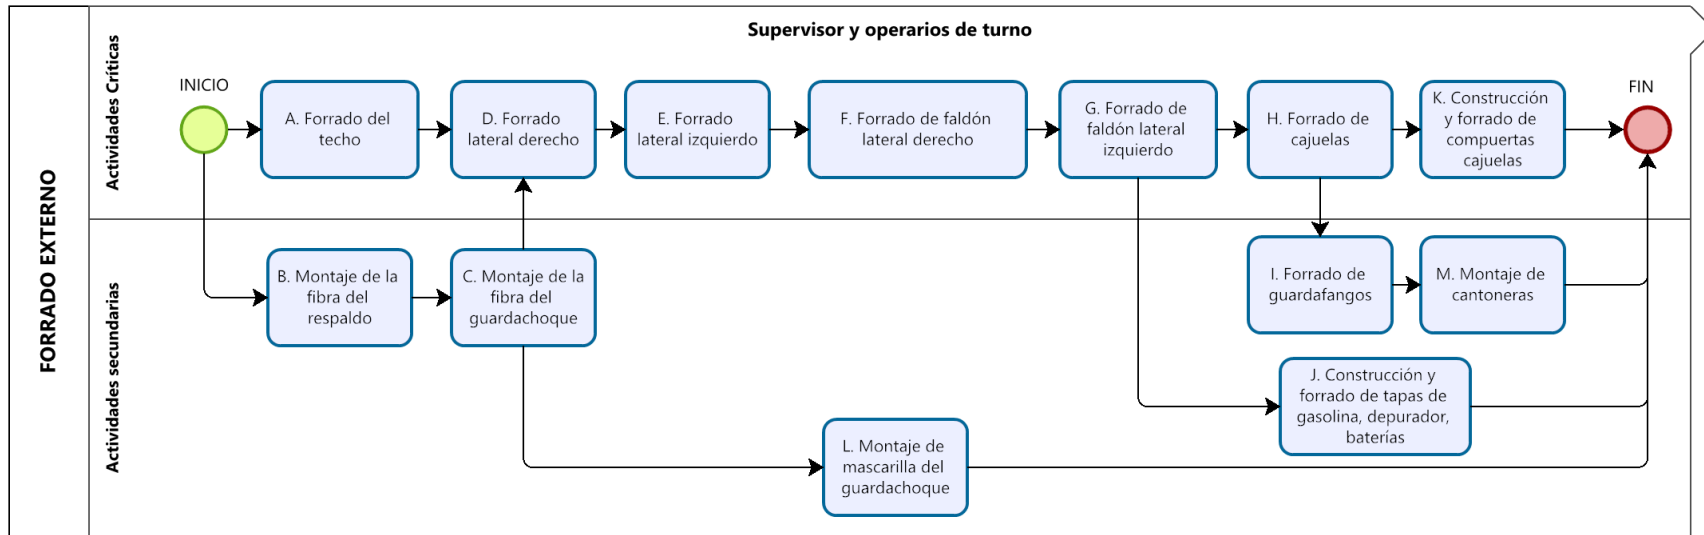 Supervisor y operarios de turno
FORRADO EXTERNO
Actividades Críticas
INICIO
A. Forrado del
techo
D. Forrado
lateral derecho
E. Forrado
lateral izquierdo
F. Forrado de faldón
lateral derecho
G. Forrado de
faldón lateral
izquierdo
H. Forrado de
cajuelas
K. Construcción
y forrado de
compuertas
cajuelas
FIN
Actividades secundarias
B. Montaje de la
fibra del
respaldo
C. Montaje de la
fibra del
guardachoque
I. Forrado de
guardafangos
M. Montaje de
cantoneras
J. Construcción y
forrado de tapas de
gasolina, depurador,
baterías
L. Montaje de
mascarilla del
guardachoque